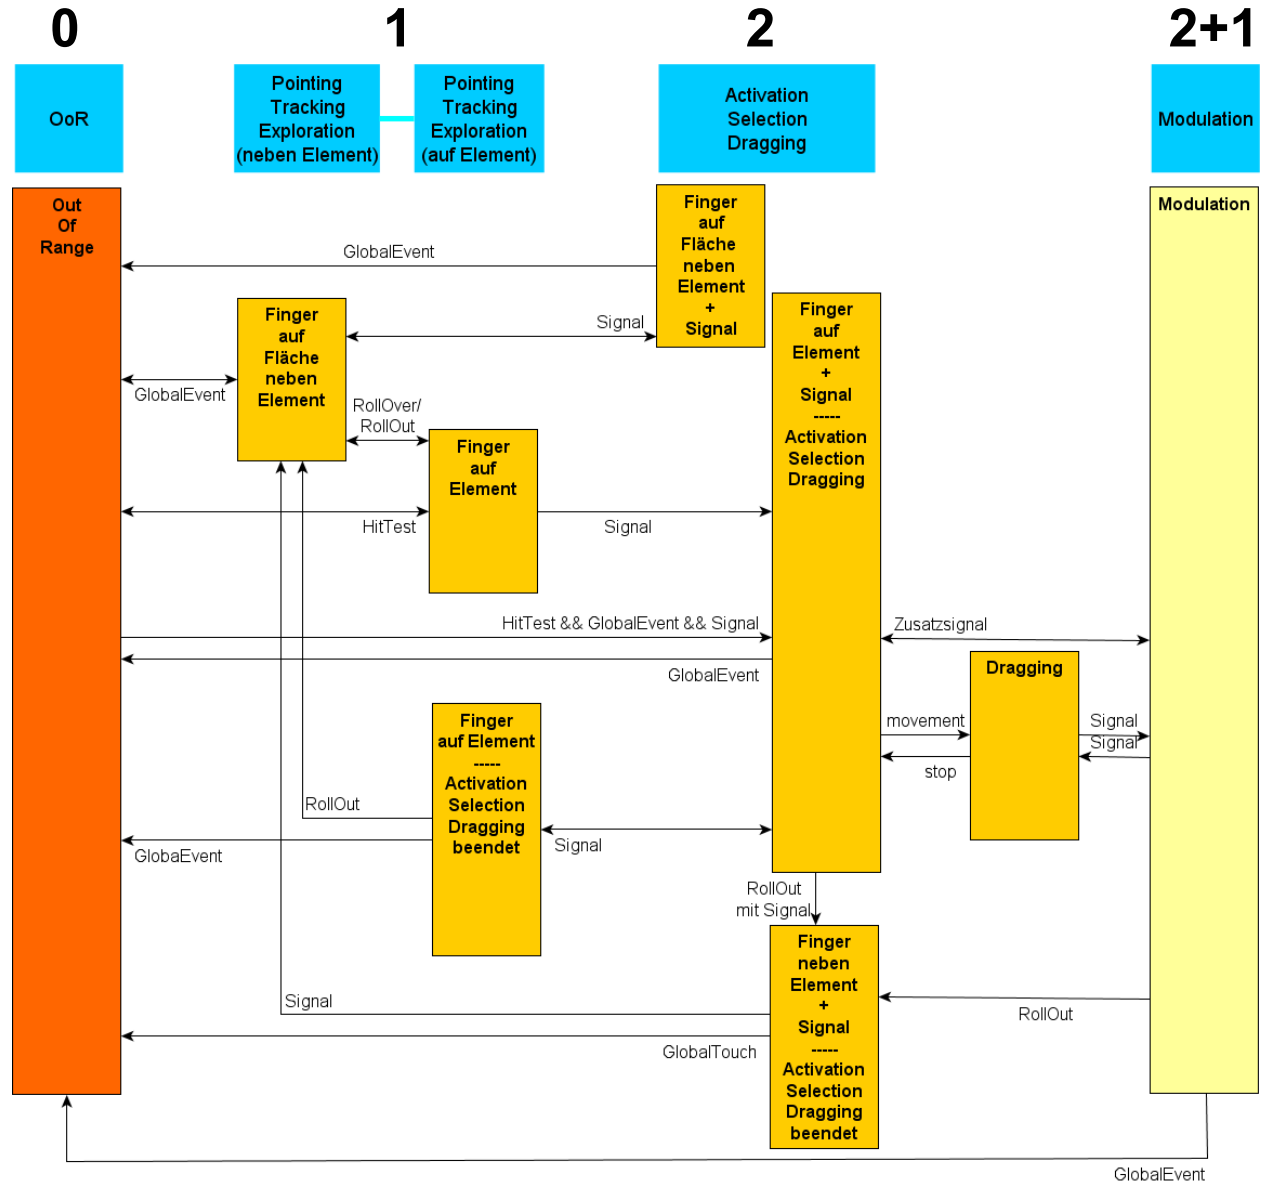 0
1
2
2+1
OoR
Pointing
Tracking
Exploration
(neben Element)
Pointing
Tracking
Exploration
(auf Element)
Activation
Selection
Dragging
Modulation
Out
Of
Range
Finger
auf
Fläche
neben
Element
+
Signal
Modulation
GlobalEvent
Finger
auf
Fläche
neben
Element
Signal
Finger
auf
Element
+
Signal
-----
Activation
Selection
Dragging
GlobalEvent
RollOver/
RollOut
Finger
auf
Element
HitTest
Signal
HitTest && GlobalEvent && Signal
Zusatzsignal
GlobalEvent
Dragging
movement
Signal
Signal
stop
Finger
auf Element
-----
Activation
Selection
Dragging
beendet
RollOut
GlobaEvent
Signal
RollOut
mit Signal
Finger
neben
Element
+
Signal
-----
Activation
Selection
Dragging
beendet
Signal
RollOut
GlobalTouch
GlobalEvent